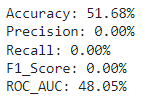 Accuracy: 51.68%
Precision: 0.00%
Recall: 0.00%
F1_Score: 0.00%
ROC_AUC: 48.05%